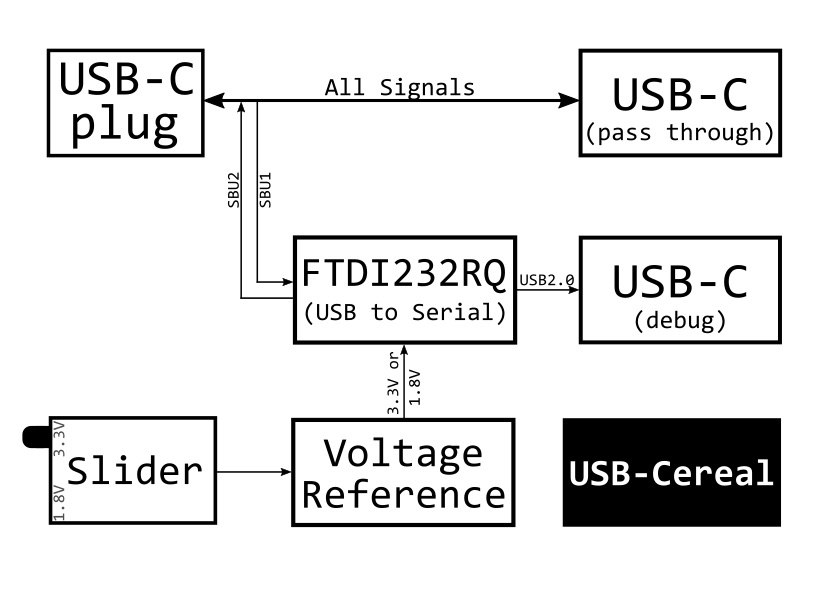 USB-C
plug
All Signals
USB-C
(pass through)
SBU2
SBU1
FTDI232RQ
(USB to Serial)
USB2.0
USB-C
(debug)
3.3V or
1.8V
3.3V
1.8V
Slider
Voltage
Reference
USB-Cereal